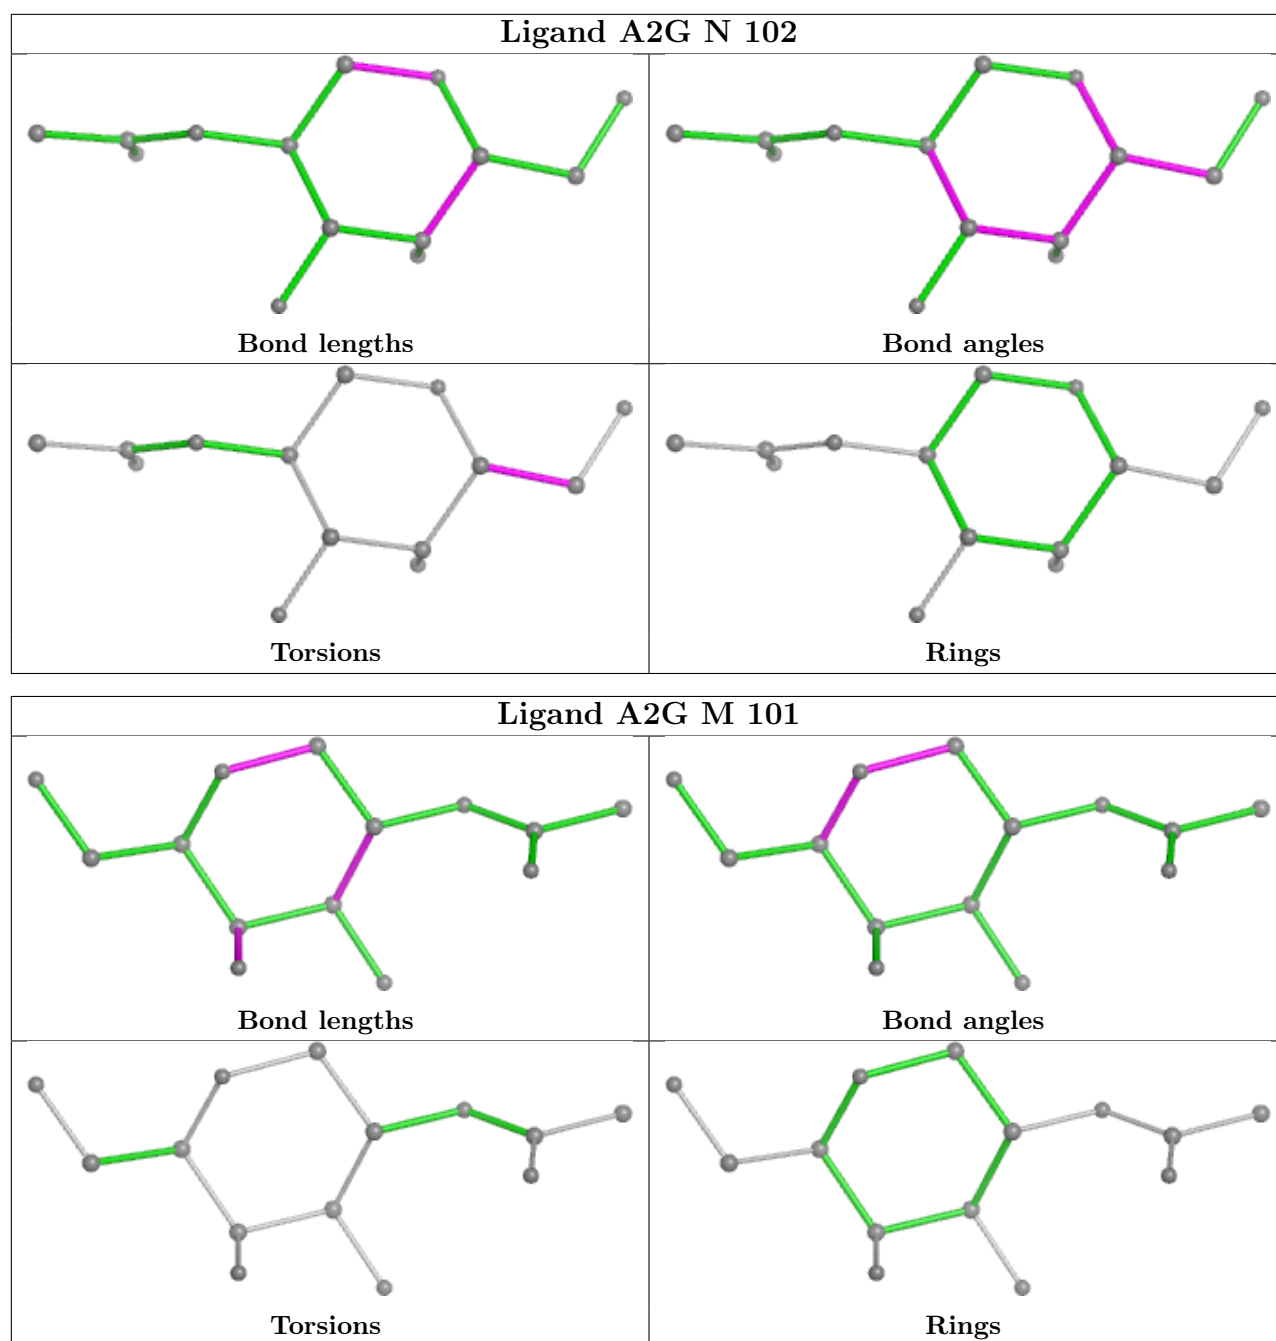 Ligand A2G N 102
Bond lengths
Bond angles
Torsions
Rings
Ligand A2G M 101
Bond lengths
Bond angles
Torsions
Rings